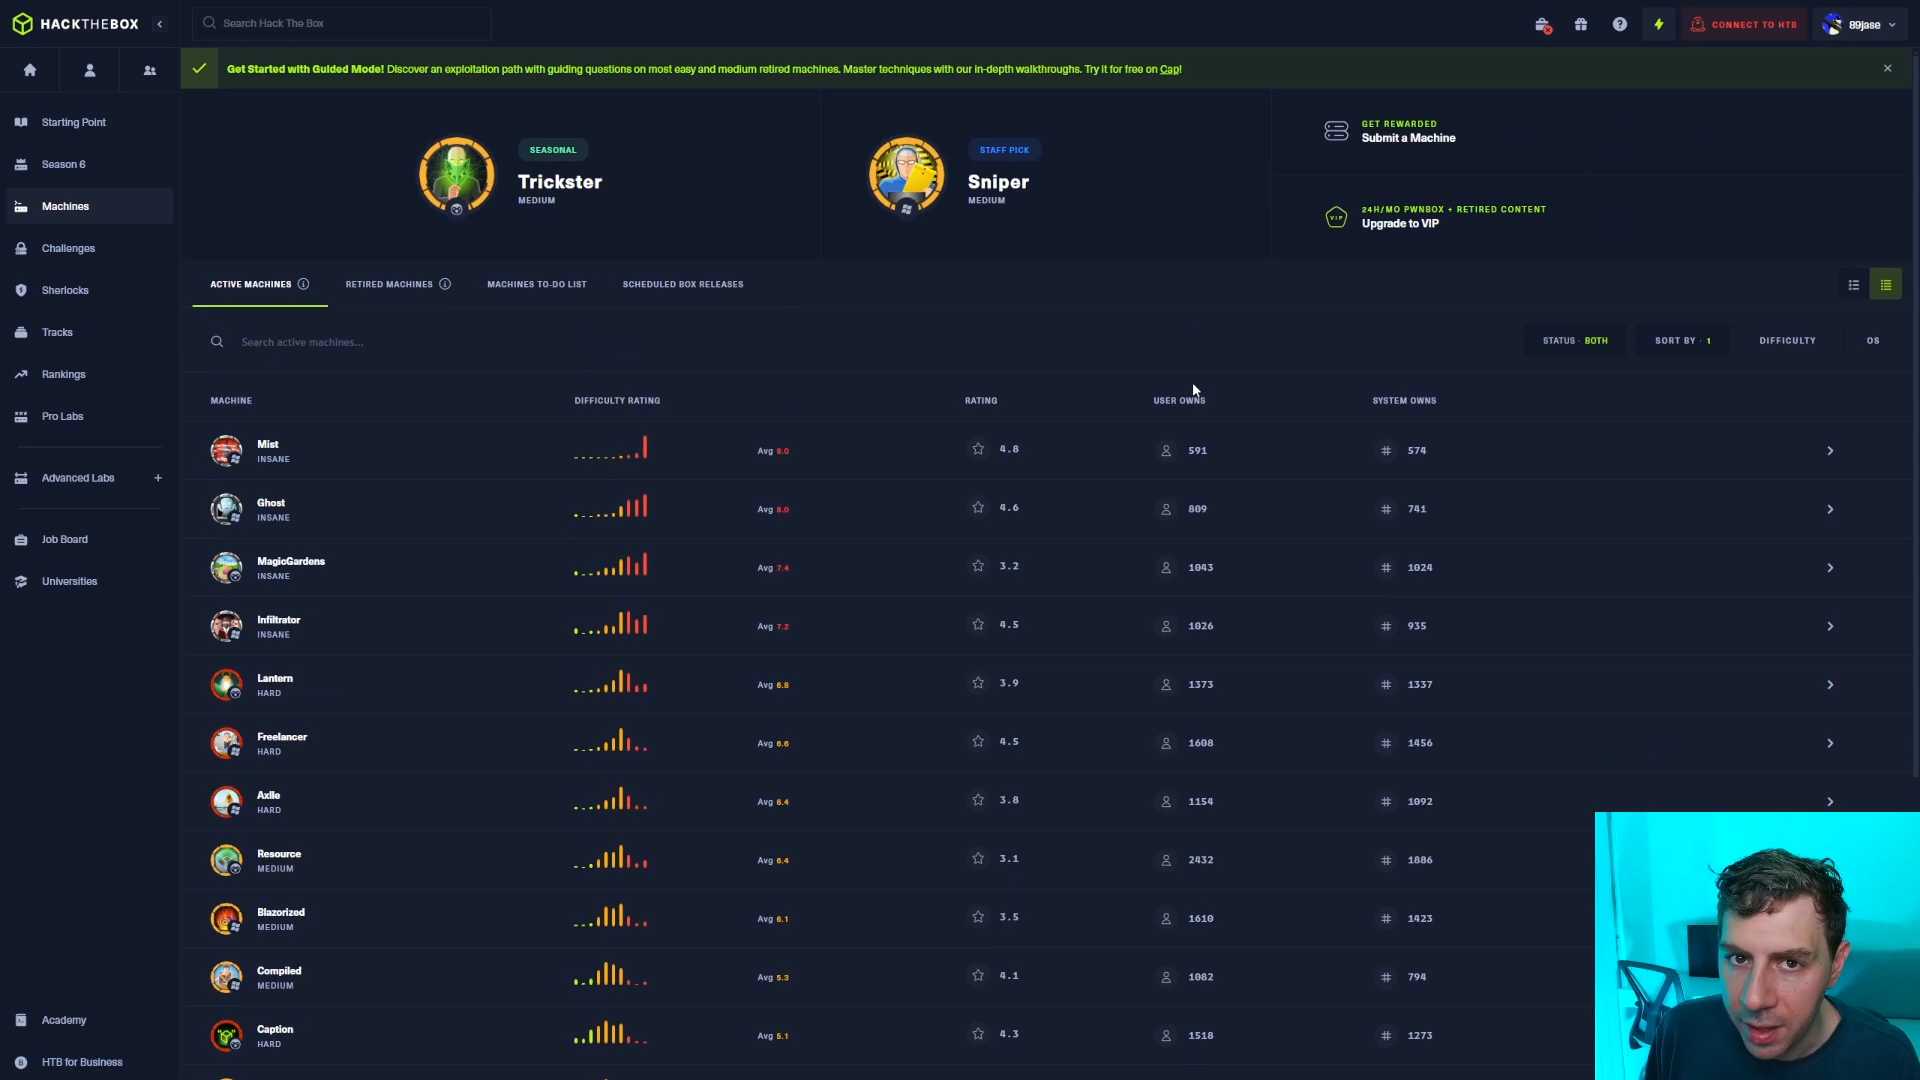 HACKTHEBOX
Search Hack The Box
CONNECT TO HTB
89jase
Get Started with Guided Mode! Discover an exploitation path with guiding questions on most easy and medium retired machines. Master techniques with our in-depth walkthroughs. Try it for free on Cap!
Starting Point
Season 6
Machines
Challenges
Sherlocks
Tracks
Rankings
Pro Labs
Advanced Labs
Job Board
Universities
Academy
HTB for Business
SEASONAL
Trickster
MEDIUM
STAFF PICK
Sniper
MEDIUM
GET REWARDED
Submit a Machine
VIP
24H/MO PWNBOX + RETIRED CONTENT
Upgrade to VIP
ACTIVE MACHINES RETIRED MACHINES MACHINES TO-DO LIST SCHEDULED BOX RELEASES
Search active machines...
STATUS · BOTH SORT BY · 1 DIFFICULTY OS
MACHINE DIFFICULTY RATING RATING USER OWNS SYSTEM OWNS
Mist
INSANE
Avg 9.0 4.8 591 574
Ghost
INSANE
Avg 8.0 4.6 809 741
MagicGardens
INSANE
Avg 7.4 3.2 1043 1024
Infiltrator
INSANE
Avg 7.2 4.5 1026 935
Lantern
HARD
Avg 6.8 3.9 1373 1337
Freelancer
HARD
Avg 6.6 4.5 1608 1456
Axlle
HARD
Avg 6.4 3.8 1154 1092
Resource
MEDIUM
Avg 6.4 3.1 2432 1886
Blazorized
MEDIUM
Avg 6.1 3.5 1610 1423
Compiled
MEDIUM
Avg 5.3 4.1 1082 794
Caption
HARD
Avg 5.1 4.3 1518 1273